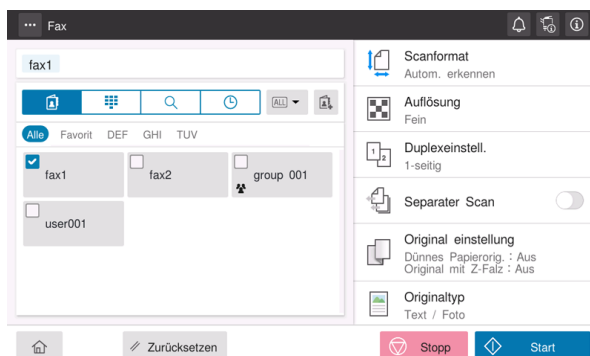 Fax
fax1
ALL
Alle Favorit DEF GHI TUV
fax1
fax2
group 001
user001
Scanformat
Autom. erkennen
Auflösung
Fein
Duplexeinstell.
1-seitig
Separater Scan
Original einstellung
Dünnes Papierorig. : Aus
Original mit Z-Falz : Aus
Originaltyp
Text / Foto
Zurücksetzen
Stopp
Start